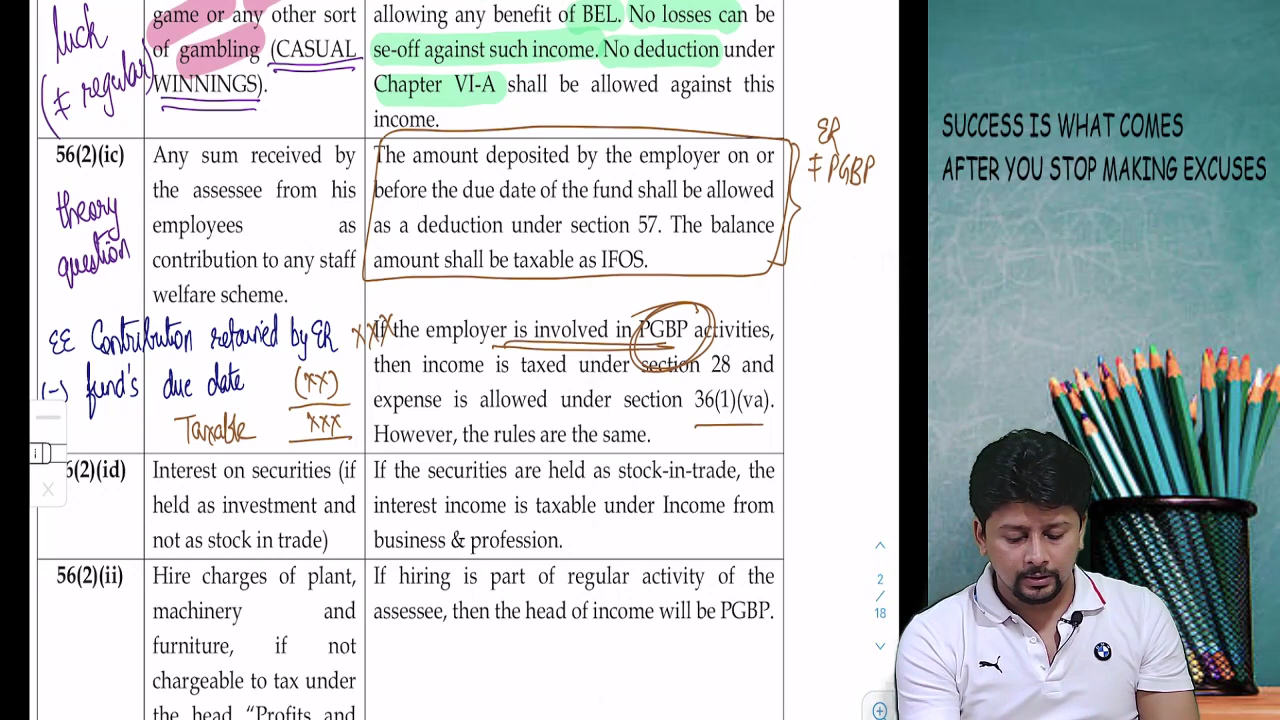 luck
(≠ regular)
game or any other sort
of gambling (CASUAL
WINNINGS).
allowing any benefit of BEL. No losses can be
se-off against such income. No deduction under
Chapter VI-A shall be allowed against this
income.
56(2)(ic)
theory
question
Any sum received by
the assessee from his
employees as
contribution to any staff
welfare scheme.
The amount deposited by the employer on or
before the due date of the fund shall be allowed
as a deduction under section 57. The balance
amount shall be taxable as IFOS.
ER
≠ PGBP
EE Contribution retained by ER xxx
(-) fund's due date (xx)
Taxable xxx
If the employer is involved in PGBP activities,
then income is taxed under section 28 and
expense is allowed under section 36(1)(va).
However, the rules are the same.
6(2)(id)
Interest on securities (if
held as investment and
not as stock in trade)
If the securities are held as stock-in-trade, the
interest income is taxable under Income from
business & profession.
56(2)(ii)
Hire charges of plant,
machinery and
furniture, if not
chargeable to tax under
the head "Profits and
If hiring is part of regular activity of the
assessee, then the head of income will be PGBP.
2
/
18
SUCCESS IS WHAT COMES
AFTER YOU STOP MAKING EXCUSES
BMW